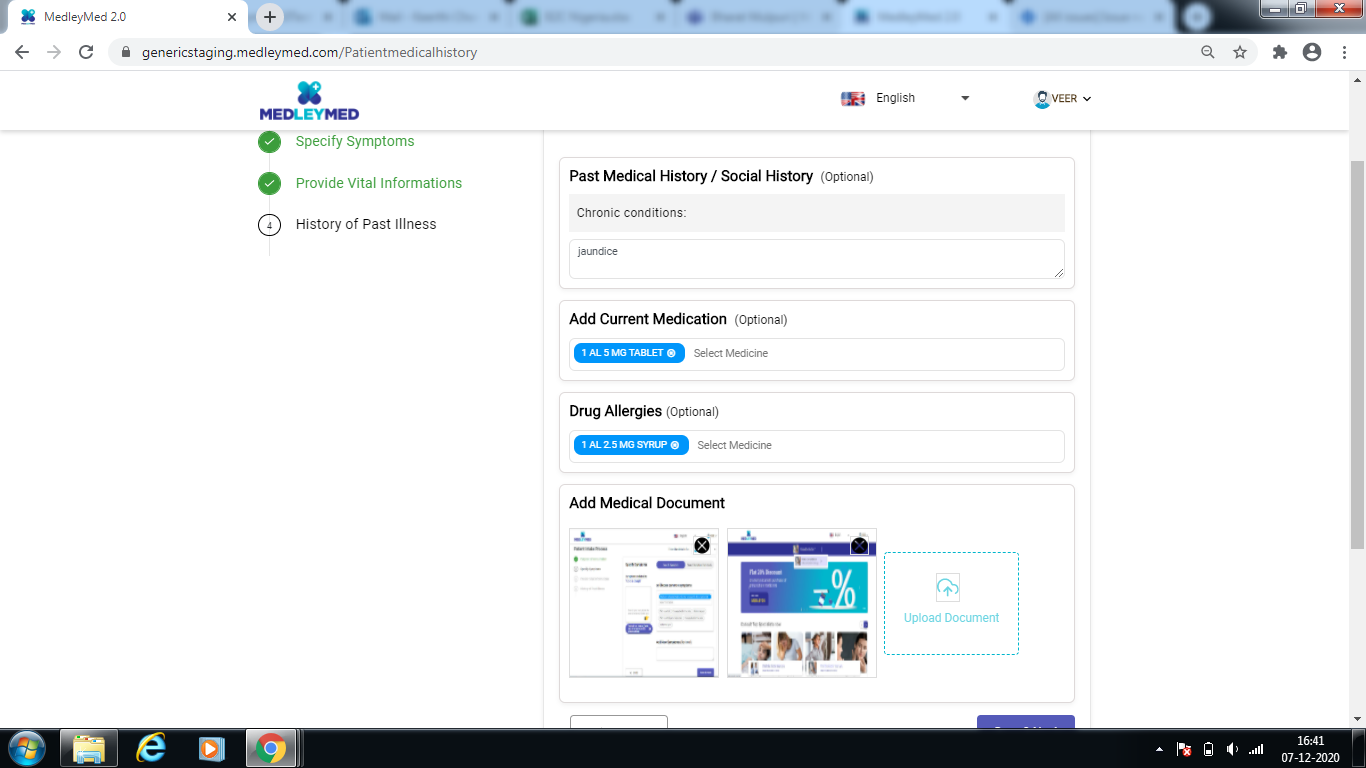 MedleyMed 2.0
genericstaging.medleymed.com/Patientmedicalhistory
MEDLEYMED
English
VEER
Specify Symptoms
Provide Vital Informations
4 History of Past Illness
Past Medical History / Social History (Optional)
Chronic conditions:
jaundice
Add Current Medication (Optional)
1 AL 5 MG TABLET Select Medicine
Drug Allergies (Optional)
1 AL 2.5 MG SYRUP Select Medicine
Add Medical Document
Upload Document
16:41
07-12-2020